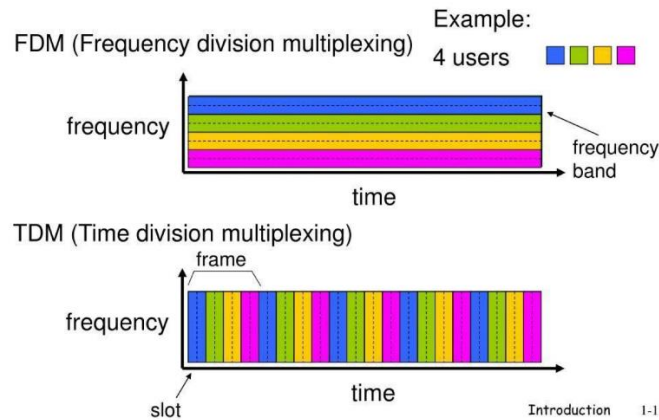 Example:
FDM (Frequency division multiplexing)
4 users
frequency
frequency
band
time
TDM (Time division multiplexing)
frame
frequency
time
slot
Introduction 1-1